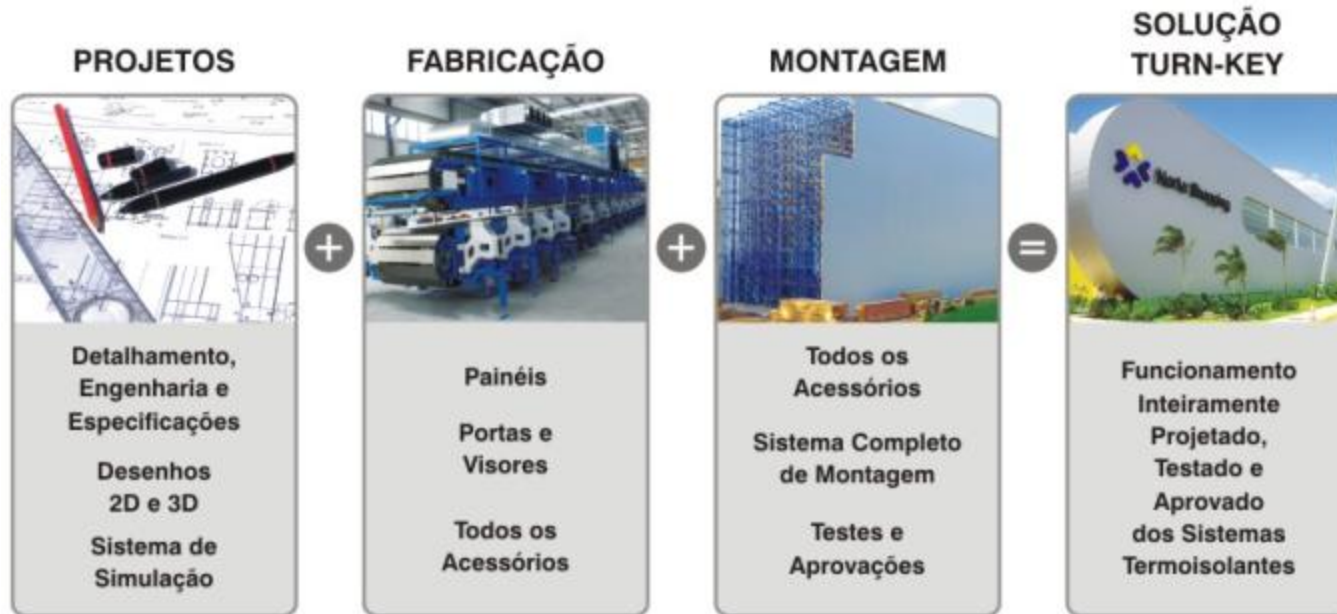 PROJETOS
Detalhamento,
Engenharia e
Especificações
Desenhos
2D e 3D
Sistema de
Simulação
+
FABRICAÇÃO
Painéis
Portas e
Visores
Todos os
Acessórios
+
MONTAGEM
Todos os
Acessórios
Sistema Completo
de Montagem
Testes e
Aprovações
=
SOLUÇÃO
TURN-KEY
Norte Shopping
Funcionamento
Inteiramente
Projetado,
Testado e
Aprovado
dos Sistemas
Termoisolantes